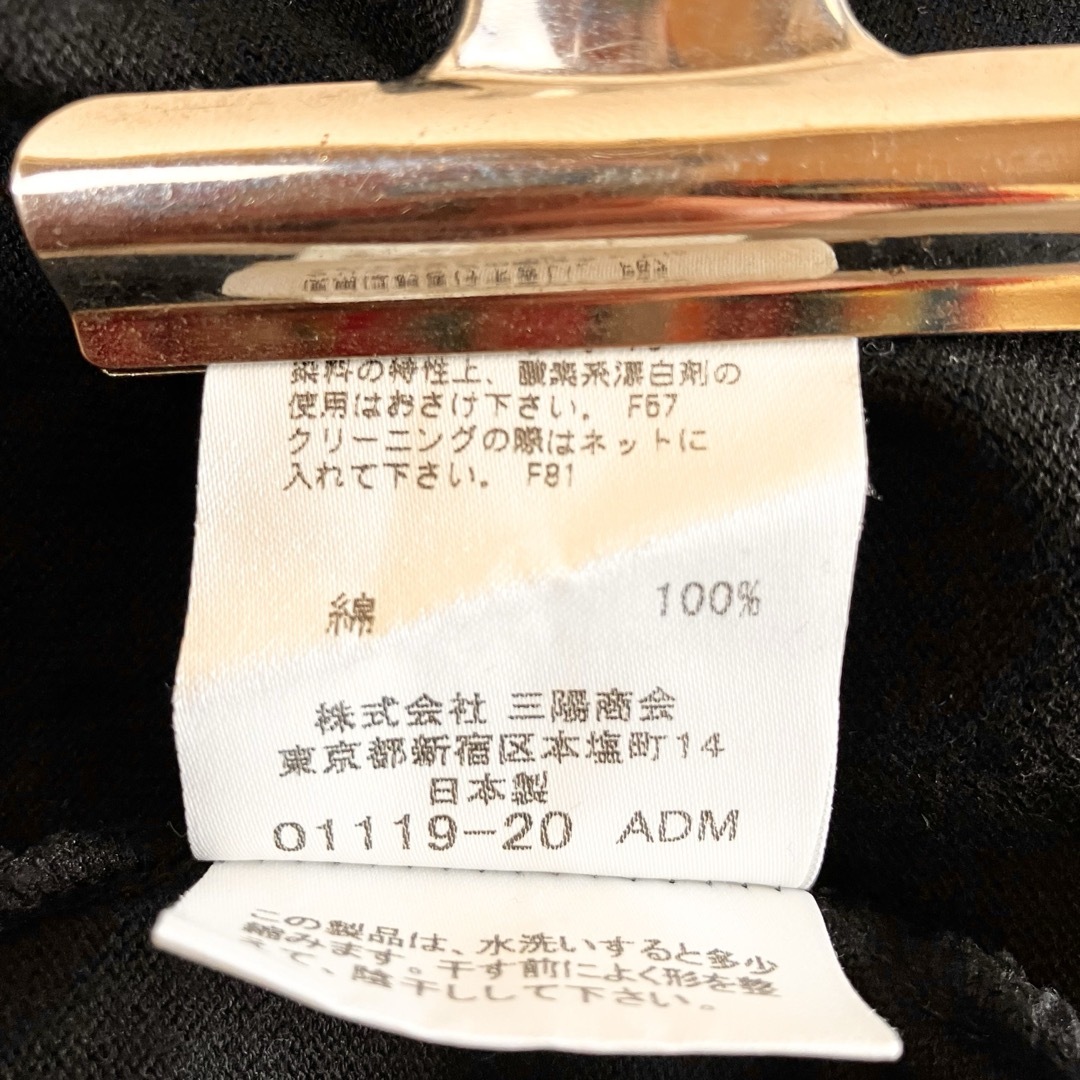 染料の特性上、酸素系漂白剤の
使用はおさけ下さい。 F67
クリーニングの際はネットに
入れて下さい。 F81
綿 100%
株式会社 三陽商会
東京都新宿区本塩町14
日本製
01119-20 ADM
この製品は、水洗いすると多少
縮みます。干す前によく形を整
えて、陰干しして下さい。